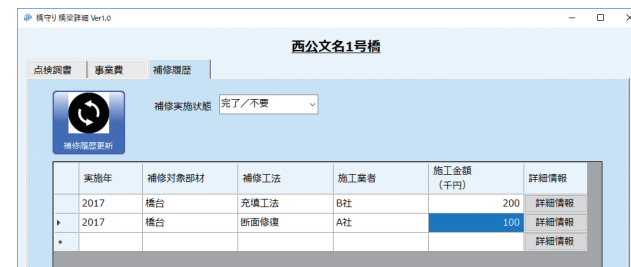 橋守り橋梁詳細 Ver1.0
西公文名1号橋
点検調書 事業費 補修履歴
補修実施状態 完了／不要
補修履歴更新
実施年 補修対象部材 補修工法 施工業者 施工金額 詳細情報
（千円）
2017 橋台 充填工法 B社 200 詳細情報
2017 橋台 断面修復 A社 100 詳細情報
詳細情報